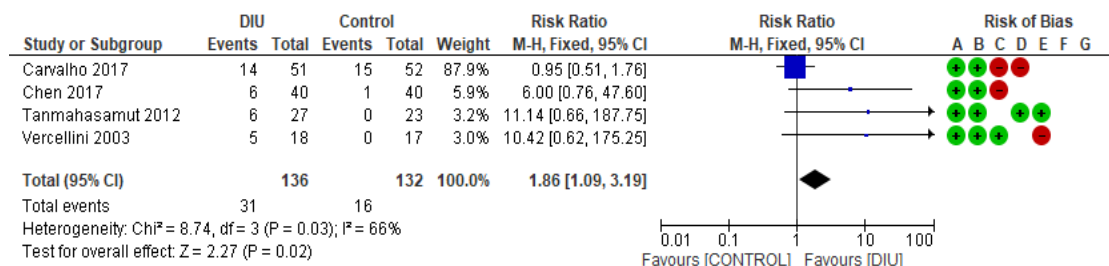 DIU Control Risk Ratio Risk Ratio Risk of Bias
Study or Subgroup Events Total Events Total Weight M-H, Fixed, 95% CI M-H, Fixed, 95% CI A B C D E F G
Carvalho 2017 14 51 15 52 87.9% 0.95 [0.51, 1.76] + + - -
Chen 2017 6 40 1 40 5.9% 6.00 [0.76, 47.60] + + -
Tanmahasamut 2012 6 27 0 23 3.2% 11.14 [0.66, 187.75] + + + +
Vercellini 2003 5 18 0 17 3.0% 10.42 [0.62, 175.25] + + + -
Total (95% CI) 136 132 100.0% 1.86 [1.09, 3.19]
Total events 31 16
Heterogeneity: Chi² = 8.74, df = 3 (P = 0.03); I² = 66%
Test for overall effect: Z = 2.27 (P = 0.02)
0.01 0.1 1 10 100
Favours [CONTROL] Favours [DIU]